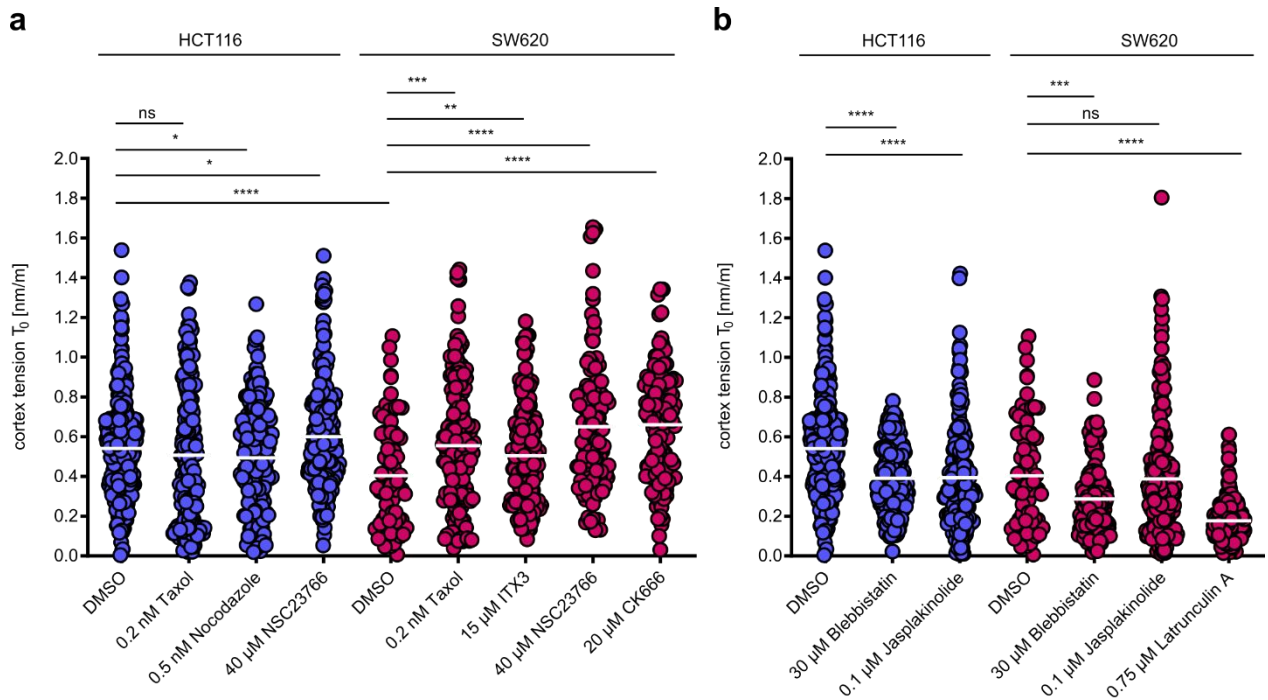 a
HCT116
SW620
ns
*
*
****
***
**
****
****
cortex tension T0 [nm/m]
2.0
1.8
1.6
1.4
1.2
1.0
0.8
0.6
0.4
0.2
0.0
DMSO
0.2 nM Taxol
0.5 nM Nocodazole
40 µM NSC23766
DMSO
0.2 nM Taxol
15 µM ITX3
40 µM NSC23766
20 µM CK666
b
HCT116
SW620
****
****
***
ns
****
cortex tension T0 [nm/m]
2.0
1.8
1.6
1.4
1.2
1.0
0.8
0.6
0.4
0.2
0.0
DMSO
30 µM Blebbistatin
0.1 µM Jasplakinolide
DMSO
30 µM Blebbistatin
0.1 µM Jasplakinolide
0.75 µM Latrunculin A